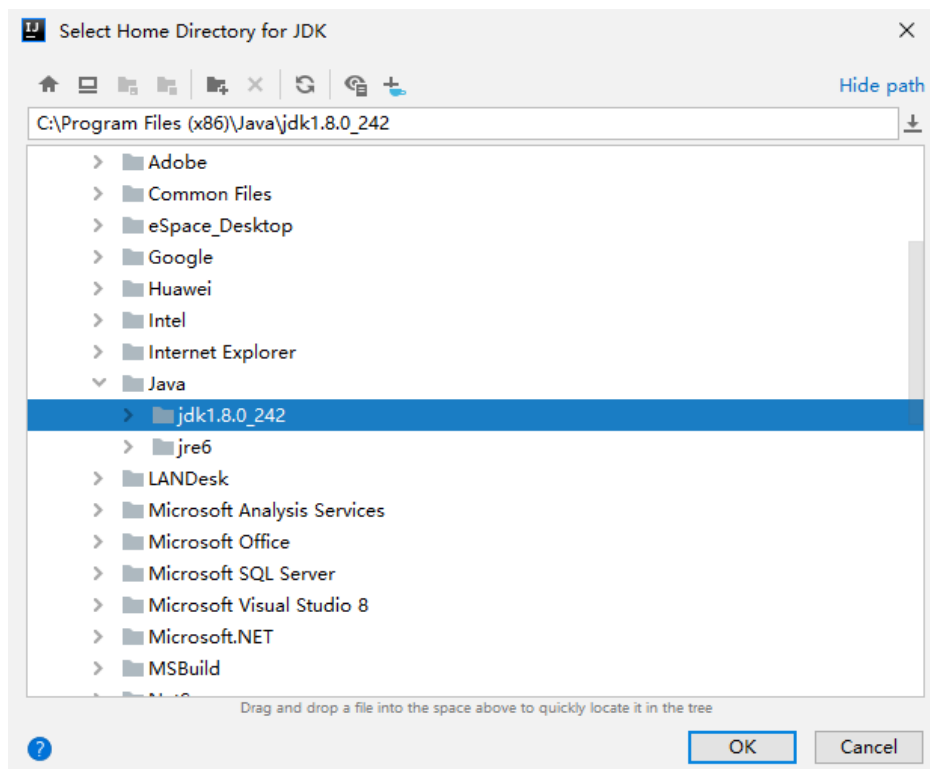 Select Home Directory for JDK
Hide path
C:\Program Files (x86)\Java\jdk1.8.0_242
Adobe
Common Files
eSpace_Desktop
Google
Huawei
Intel
Internet Explorer
Java
jdk1.8.0_242
jre6
LANDesk
Microsoft Analysis Services
Microsoft Office
Microsoft SQL Server
Microsoft Visual Studio 8
Microsoft.NET
MSBuild
Drag and drop a file into the space above to quickly locate it in the tree
OK Cancel